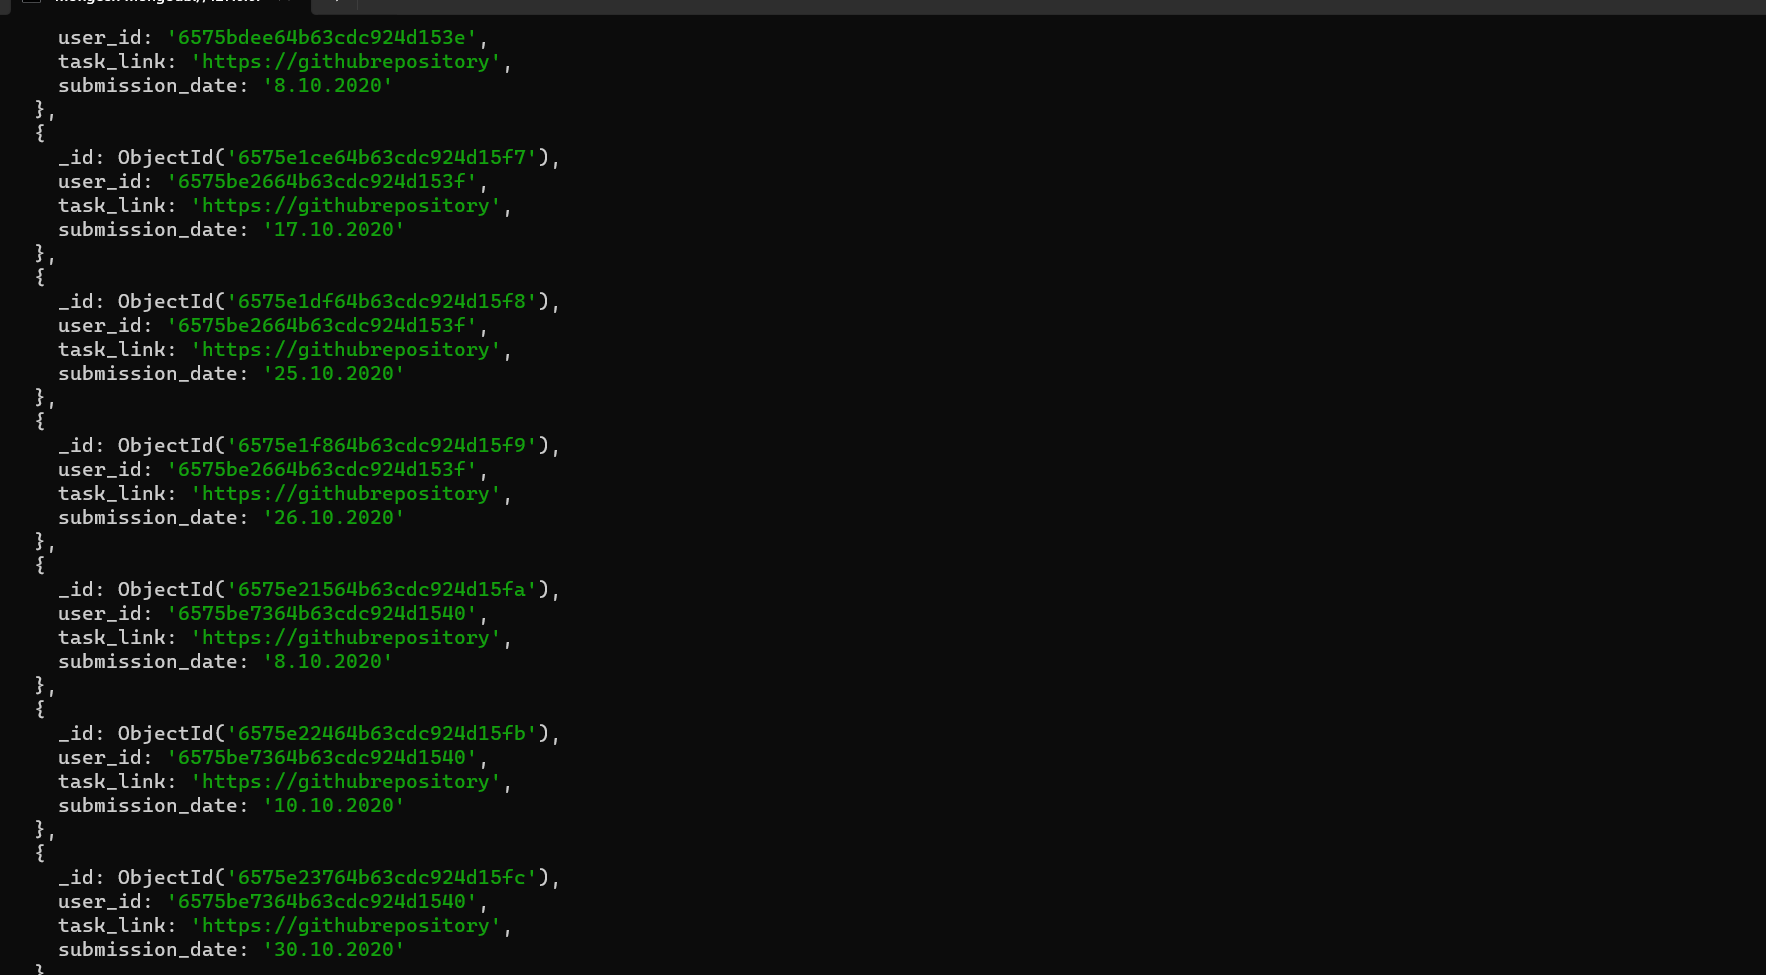 user_id: '6575bdee64b63cdc924d153e',
task_link: 'https://githubrepository',
submission_date: '8.10.2020'
},
{
_id: ObjectId('6575e1ce64b63cdc924d15f7'),
user_id: '6575be2664b63cdc924d153f',
task_link: 'https://githubrepository',
submission_date: '17.10.2020'
},
{
_id: ObjectId('6575e1df64b63cdc924d15f8'),
user_id: '6575be2664b63cdc924d153f',
task_link: 'https://githubrepository',
submission_date: '25.10.2020'
},
{
_id: ObjectId('6575e1f864b63cdc924d15f9'),
user_id: '6575be2664b63cdc924d153f',
task_link: 'https://githubrepository',
submission_date: '26.10.2020'
},
{
_id: ObjectId('6575e21564b63cdc924d15fa'),
user_id: '6575be7364b63cdc924d1540',
task_link: 'https://githubrepository',
submission_date: '8.10.2020'
},
{
_id: ObjectId('6575e22464b63cdc924d15fb'),
user_id: '6575be7364b63cdc924d1540',
task_link: 'https://githubrepository',
submission_date: '10.10.2020'
},
{
_id: ObjectId('6575e23764b63cdc924d15fc'),
user_id: '6575be7364b63cdc924d1540',
task_link: 'https://githubrepository',
submission_date: '30.10.2020'
}